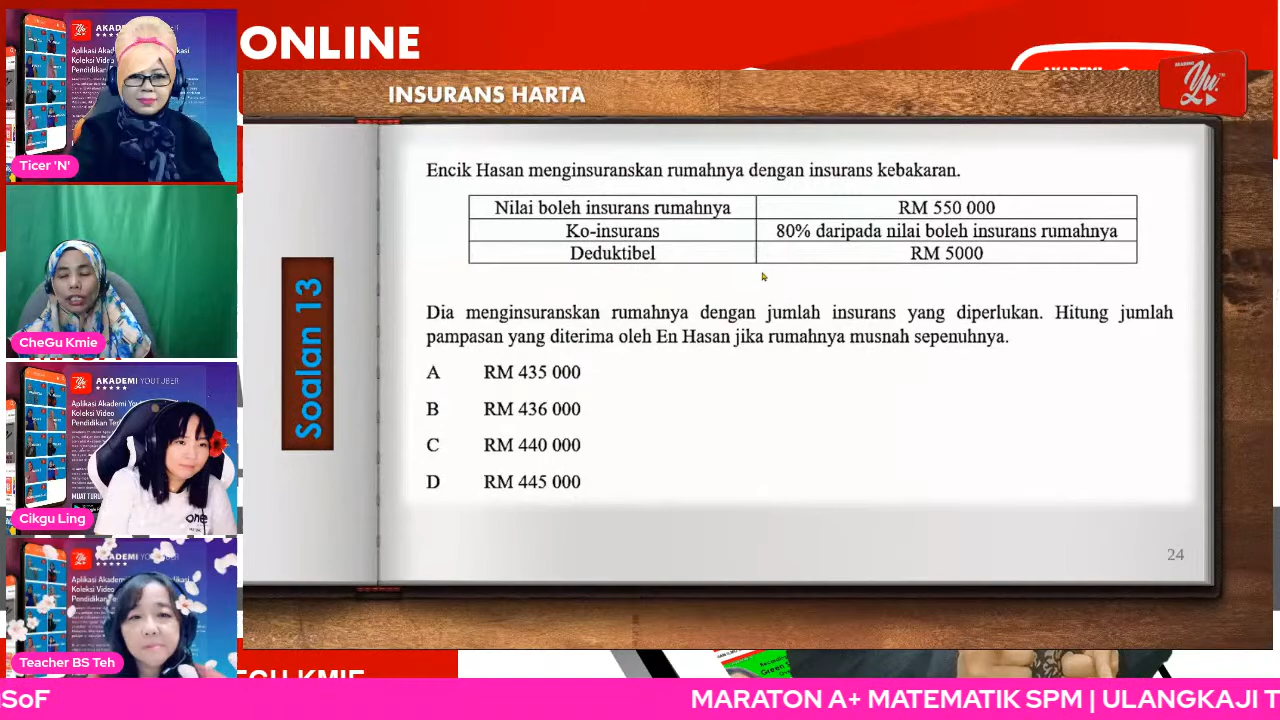 ONLINE
INSURANS HARTA
AKADEMI
Ticer 'N'
CheGu Kmie
AKADEMI YOUTUBER
Koleksi Video
Cikgu Ling
Teacher BS Teh
Soalan 13
Encik Hasan menginsuranskan rumahnya dengan insurans kebakaran.
Nilai boleh insurans rumahnya RM 550 000
Ko-insurans 80% daripada nilai boleh insurans rumahnya
Deduktibel RM 5000
Dia menginsuranskan rumahnya dengan jumlah insurans yang diperlukan. Hitung jumlah
pampasan yang diterima oleh En Hasan jika rumahnya musnah sepenuhnya.
A RM 435 000
B RM 436 000
C RM 440 000
D RM 445 000
24
MARATON A+ MATEMATIK SPM | ULANGKAJI T